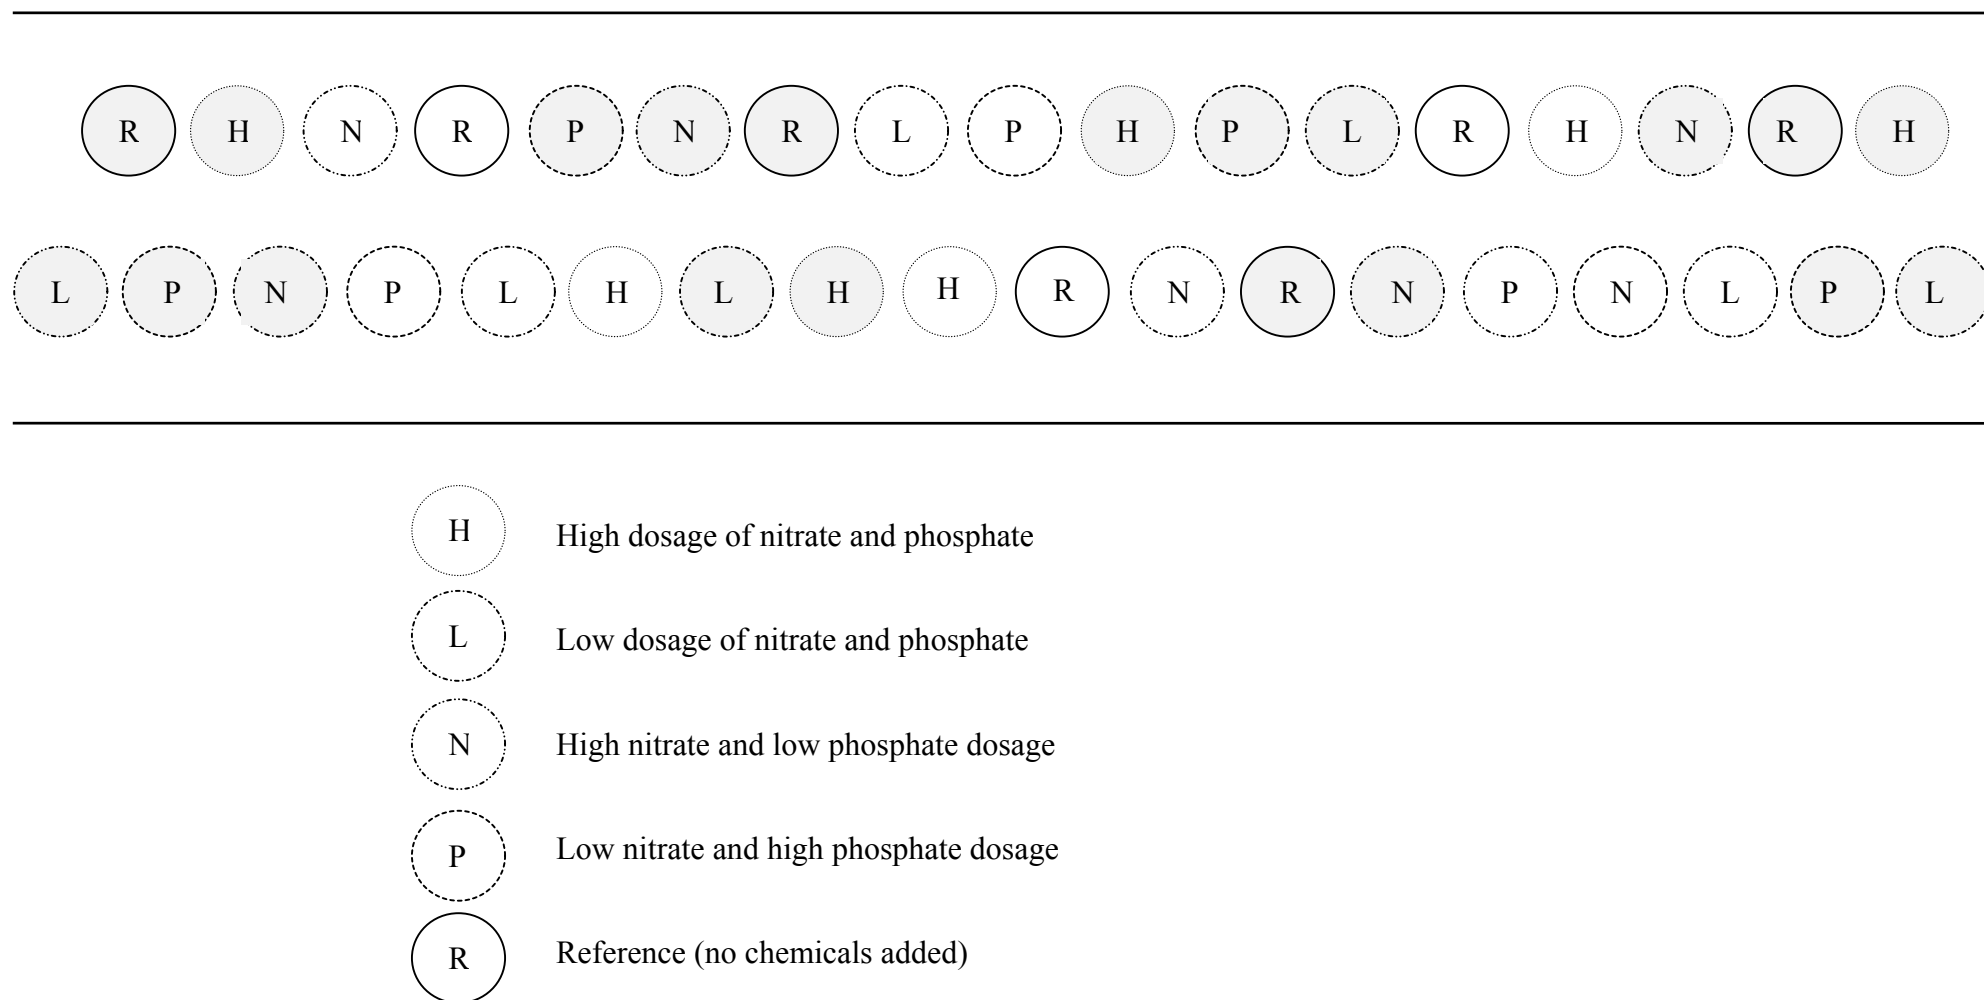 R H N R P N R L P H P L R H N R H
L P N P L H L H H R N R N P N L P L
H High dosage of nitrate and phosphate
L Low dosage of nitrate and phosphate
N High nitrate and low phosphate dosage
P Low nitrate and high phosphate dosage
R Reference (no chemicals added)